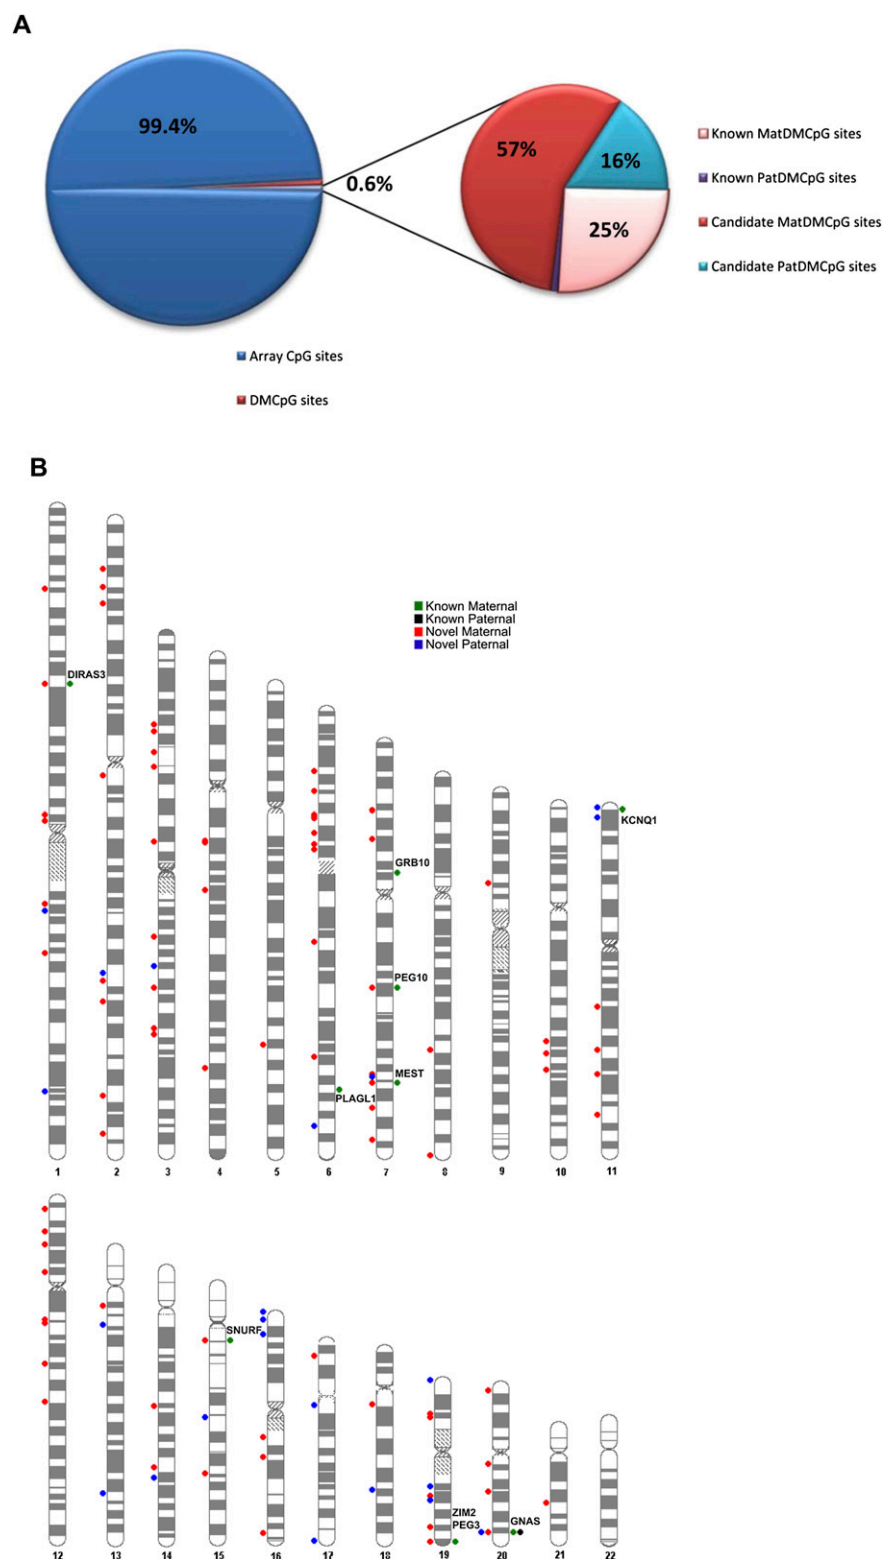 A
99.4%
0.6%
57%
16%
25%
Known MatDMCpG sites
Known PatDMCpG sites
Candidate MatDMCpG sites
Candidate PatDMCpG sites
Array CpG sites
DMCpG sites
B
Known Maternal
Known Paternal
Novel Maternal
Novel Paternal
DIRAS3
KCNQ1
GRB10
PEG10
MEST
PLAGL1
1 2 3 4 5 6 7 8 9 10 11
SNURF
ZIM2
PEG3
GNAS
12 13 14 15 16 17 18 19 20 21 22